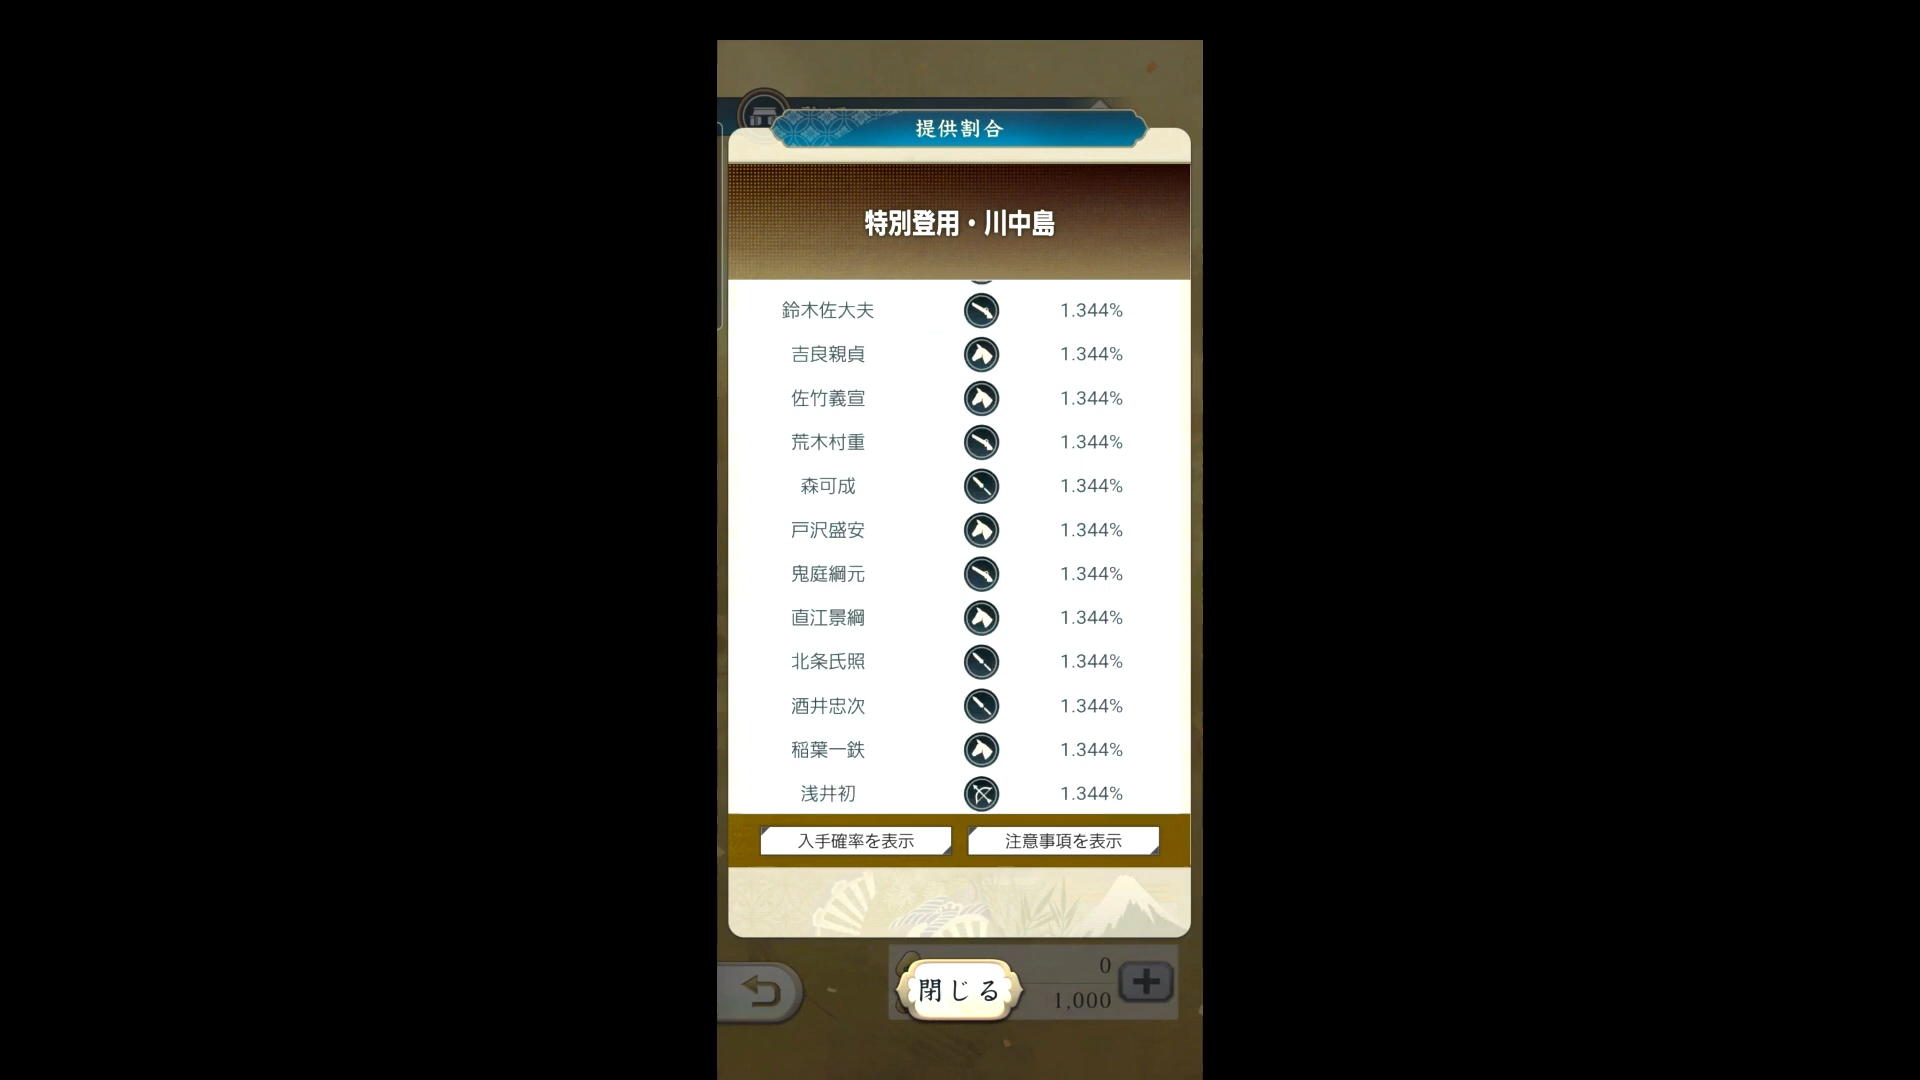 提供割合
特別登用・川中島
鈴木佐大夫 1.344%
吉良親貞 1.344%
佐竹義宣 1.344%
荒木村重 1.344%
森可成 1.344%
戸沢盛安 1.344%
鬼庭綱元 1.344%
直江景綱 1.344%
北条氏照 1.344%
酒井忠次 1.344%
稲葉一鉄 1.344%
浅井初 1.344%
入手確率を表示 注意事項を表示
0
閉じる 1,000